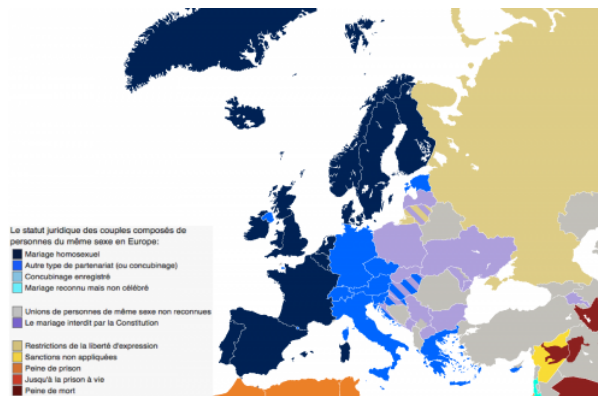 Le statut juridique des couples composés de
personnes du même sexe en Europe:
Mariage homosexuel
Autre type de partenariat (ou concubinage)
Concubinage enregistré
Mariage reconnu mais non célébré
Unions de personnes de même sexe non reconnues
Le mariage interdit par la Constitution
Restrictions de la liberté d'expression
Sanctions non appliquées
Peine de prison
Jusqu'à la prison à vie
Peine de mort